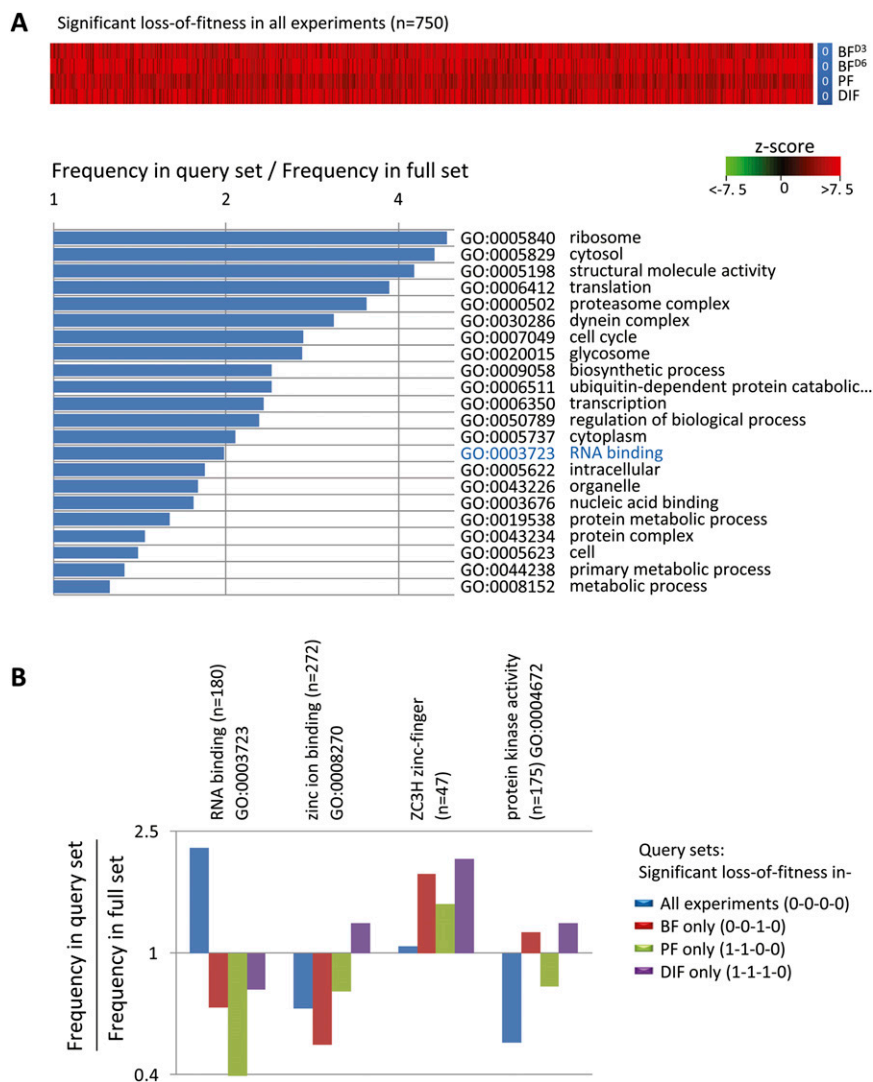 A
Significant loss-of-fitness in all experiments (n=750)
0 BFD3
0 BFD6
0 PF
0 DIF
z-score
<-7.5 0 >7.5
Frequency in query set / Frequency in full set
1 2 4
GO:0005840 ribosome
GO:0005829 cytosol
GO:0005198 structural molecule activity
GO:0006412 translation
GO:0000502 proteasome complex
GO:0030286 dynein complex
GO:0007049 cell cycle
GO:0020015 glycosome
GO:0009058 biosynthetic process
GO:0006511 ubiquitin-dependent protein catabolic...
GO:0006350 transcription
GO:0050789 regulation of biological process
GO:0005737 cytoplasm
GO:0003723 RNA binding
GO:0005622 intracellular
GO:0043226 organelle
GO:0003676 nucleic acid binding
GO:0019538 protein metabolic process
GO:0043234 protein complex
GO:0005623 cell
GO:0044238 primary metabolic process
GO:0008152 metabolic process
B
RNA binding (n=180)
GO:0003723
zinc ion binding (n=272)
GO:0008270
ZC3H zinc-finger
(n=47)
protein kinase activity
(n=175) GO:0004672
Frequency in query set
Frequency in full set
2.5
1
0.4
Query sets:
Significant loss-of-fitness in-
All experiments (0-0-0-0)
BF only (0-0-1-0)
PF only (1-1-0-0)
DIF only (1-1-1-0)